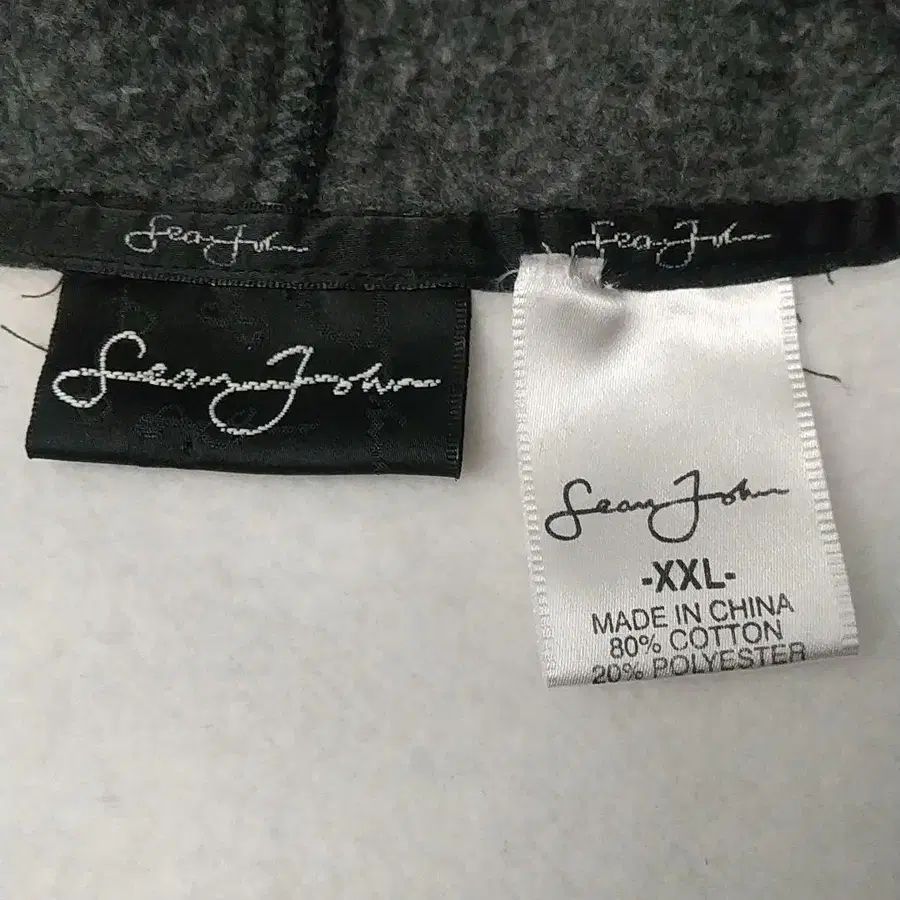 Sean John Sean John
Sean John
Sean John
-XXL-
MADE IN CHINA
80% COTTON
20% POLYESTER